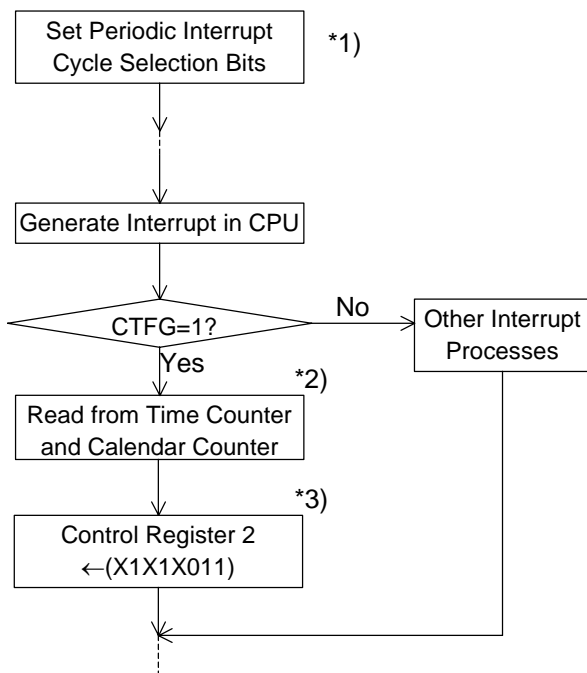 Set Periodic Interrupt
Cycle Selection Bits
*1)
Generate Interrupt in CPU
CTFG=1?
No
Other Interrupt
Processes
Yes
*2)
Read from Time Counter
and Calendar Counter
*3)
Control Register 2
←(X1X1X011)